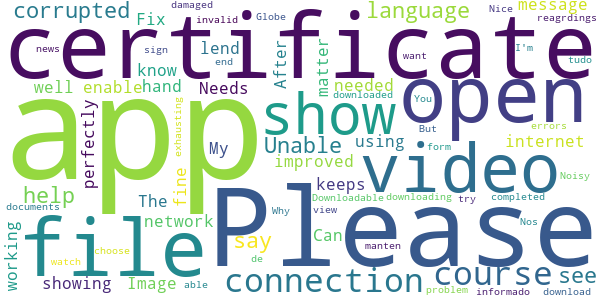 damaged invalid Globe Nice message
corrupted Fix language reagrdings
news sign lend After certificate I'm
end know matter want tudo
well enable hand Needs needed open
app perfectly exhausting show downloaded You errors
My Unable using But form internet
fine improved video Noisy
help The keeps Downloadable downloading try completed
documents network Please Why view Nos
working file say Can manten see
choose connection course
watch de
showing Image able problem informado download